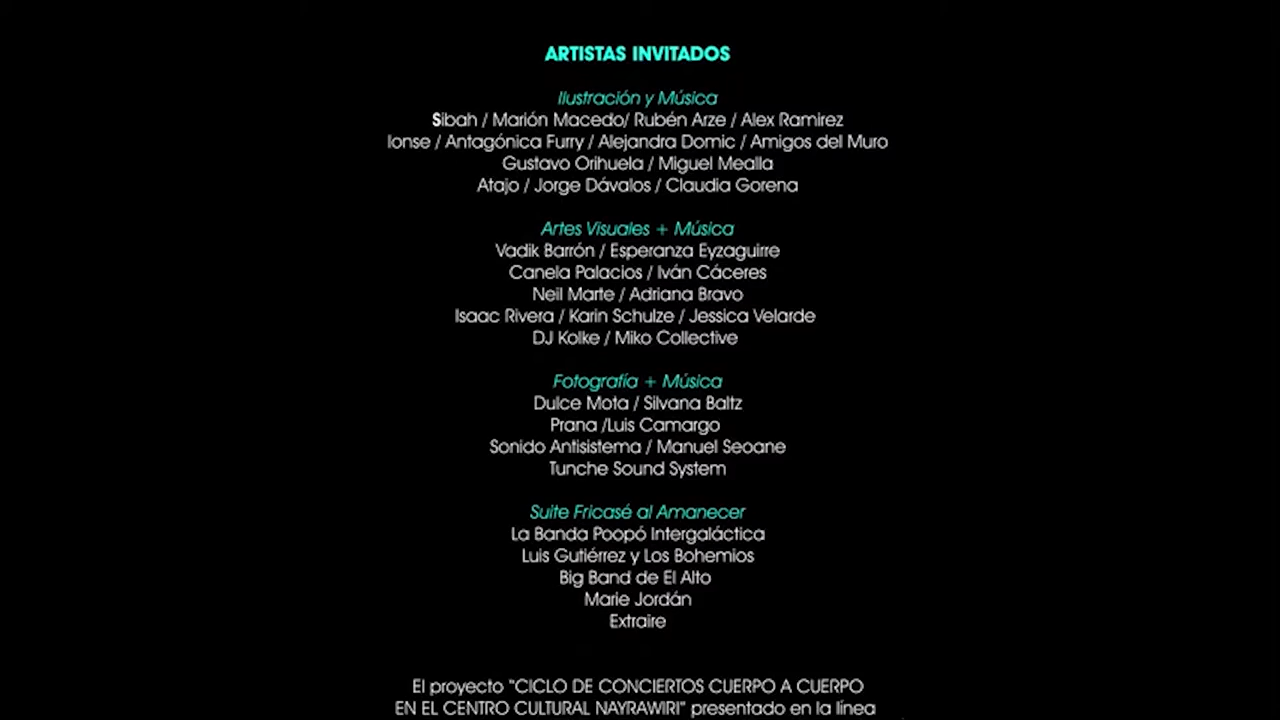 ARTISTAS INVITADOS
Ilustración y Música
Sibah / Marión Macedo/ Rubén Arze / Alex Ramirez
Ionse / Antagónica Furry / Alejandra Domic / Amigos del Muro
Gustavo Orihuela / Miguel Mealla
Atajo / Jorge Dávalos / Claudia Gorena
Artes Visuales + Música
Vadik Barrón / Esperanza Eyzaguirre
Canela Palacios / Iván Cáceres
Neil Marte / Adriana Bravo
Isaac Rivera / Karin Schulze / Jessica Velarde
DJ Kolke / Miko Collective
Fotografía + Música
Dulce Mota / Silvana Baltz
Prana /Luis Camargo
Sonido Antisistema / Manuel Seoane
Tunche Sound System
Suite Fricasé al Amanecer
La Banda Poopó Intergaláctica
Luis Gutiérrez y Los Bohemios
Big Band de El Alto
Marie Jordán
Extraire
El proyecto "CICLO DE CONCIERTOS CUERPO A CUERPO
EN EL CENTRO CULTURAL NAYRAWIRI" presentado en la línea